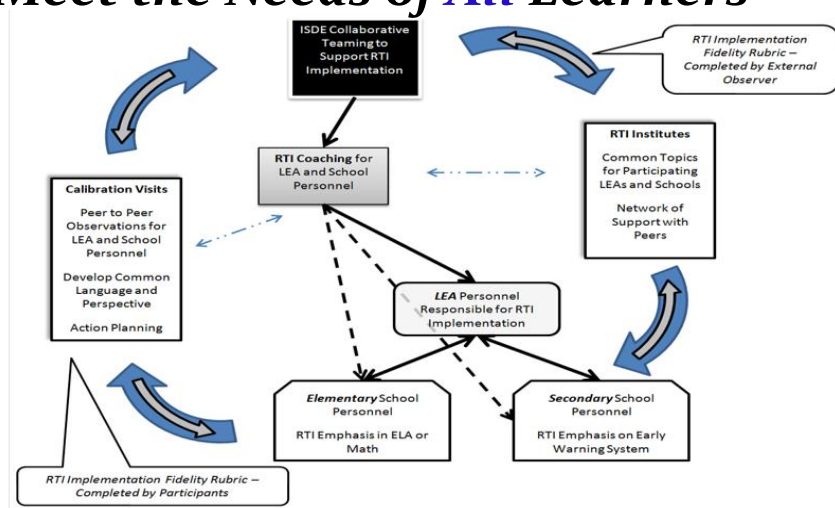 Meet the Needs of All Learners
ISDE Collaborative
Teaming to
Support RTI
Implementation
RTI Implementation
Fidelity Rubric –
Completed by External
Observer
RTI Coaching for
LEA and School
Personnel
RTI Institutes
Common Topics
for Participating
LEAs and Schools
Network of
Support with
Peers
Calibration Visits
Peer to Peer
Observations for
LEA and School
Personnel
Develop Common
Language and
Perspective
Action Planning
LEA Personnel
Responsible for RTI
Implementation
Elementary School
Personnel
RTI Emphasis in ELA or
Math
Secondary School
Personnel
RTI Emphasis on Early
Warning System
RTI Implementation Fidelity Rubric –
Completed by Participants